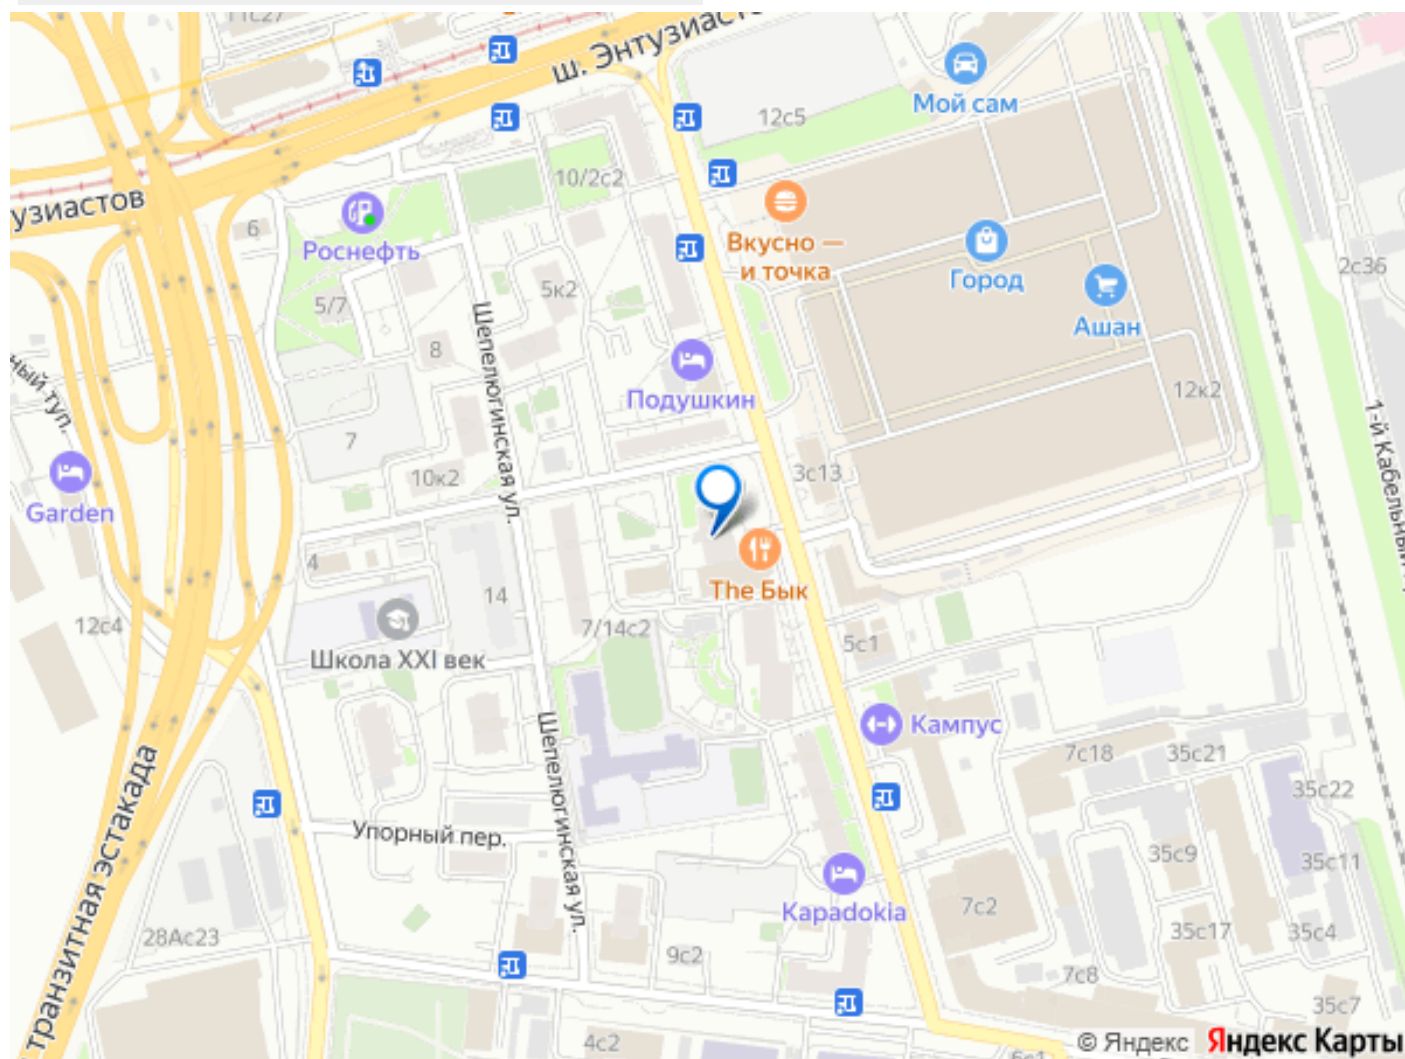 11с27
ш. Энтузиастов
Мой сам
12с5
10/2с2
узиастов
6
Роснефть
Вкусно —
и точка
Город
2с36
5к2
5/7
Ашан
Шепелюгинская ул.
8
Подушкин
12к2
ный туп.
7
1-й Кабельный
10к2
3с13
Garden
4
The Бык
14
12с4
7/14с2
5с1
Школа XXI век
Кампус
Шепелюгинская ул.
7с18
35с21
35с22
транзитная эстакада
Упорный пер.
35с9
35с11
Kapadokia
7с2
28Ас23
35с17
35с4
9с2
7с8
35с7
4с2
© Яндекс Яндекс Карты